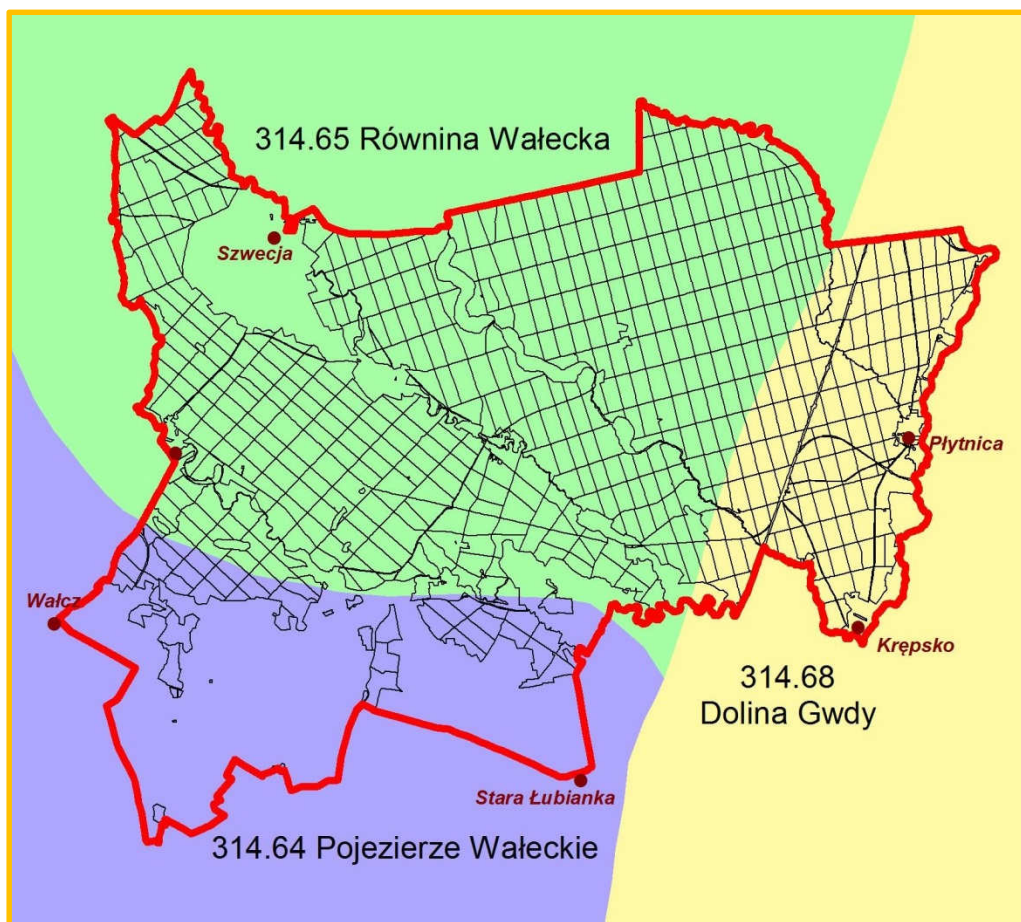 314.65 Równina Wałecka
Szwecja
Płytnica
Wałcz
Krępsko
314.68
Dolina Gwdy
Stara Łubianka
314.64 Pojezierze Wałeckie